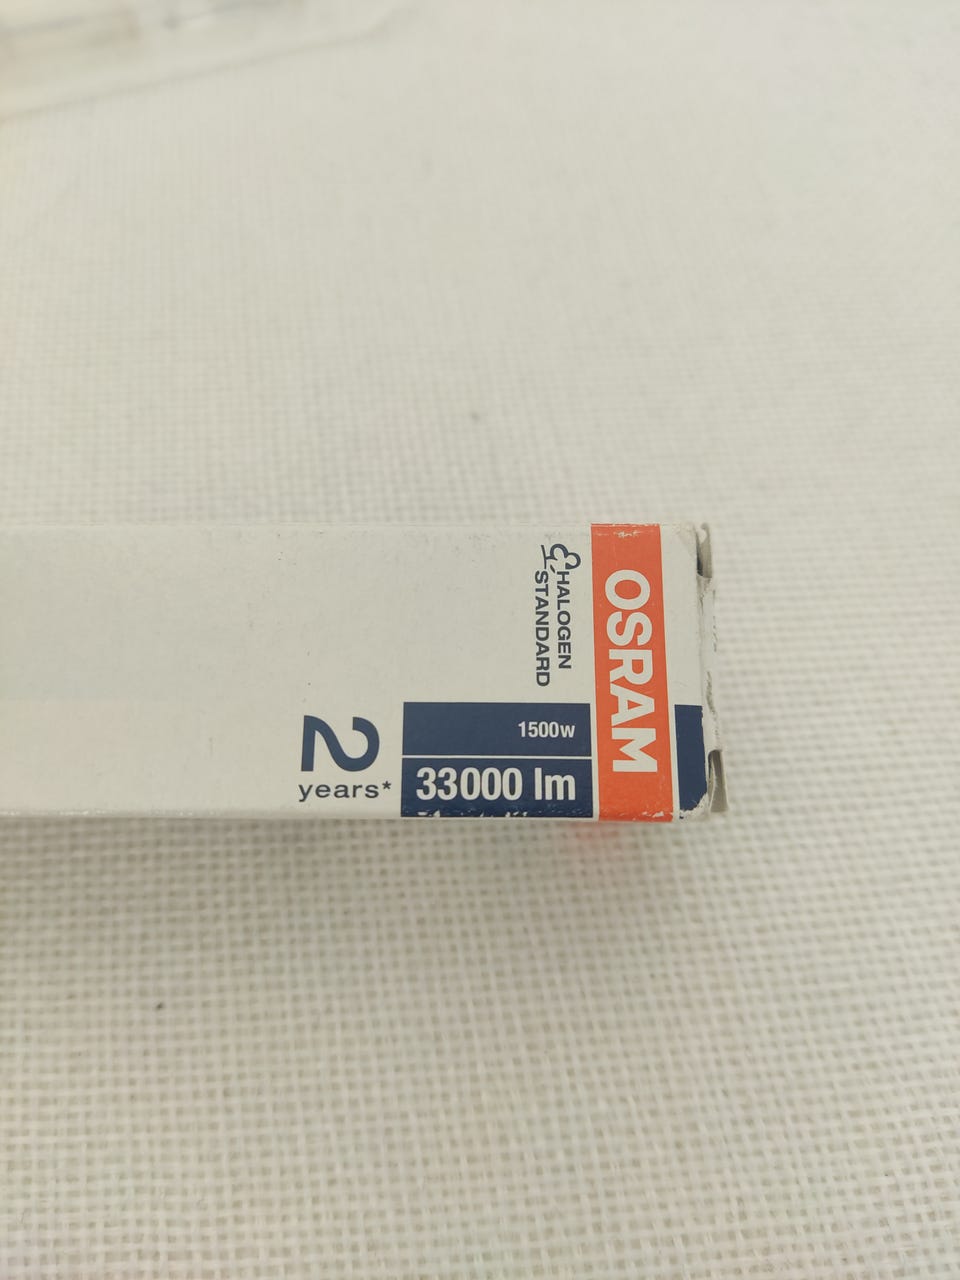 OSRAM
HALOGEN
STANDARD
1500w
33000 lm
2
years*